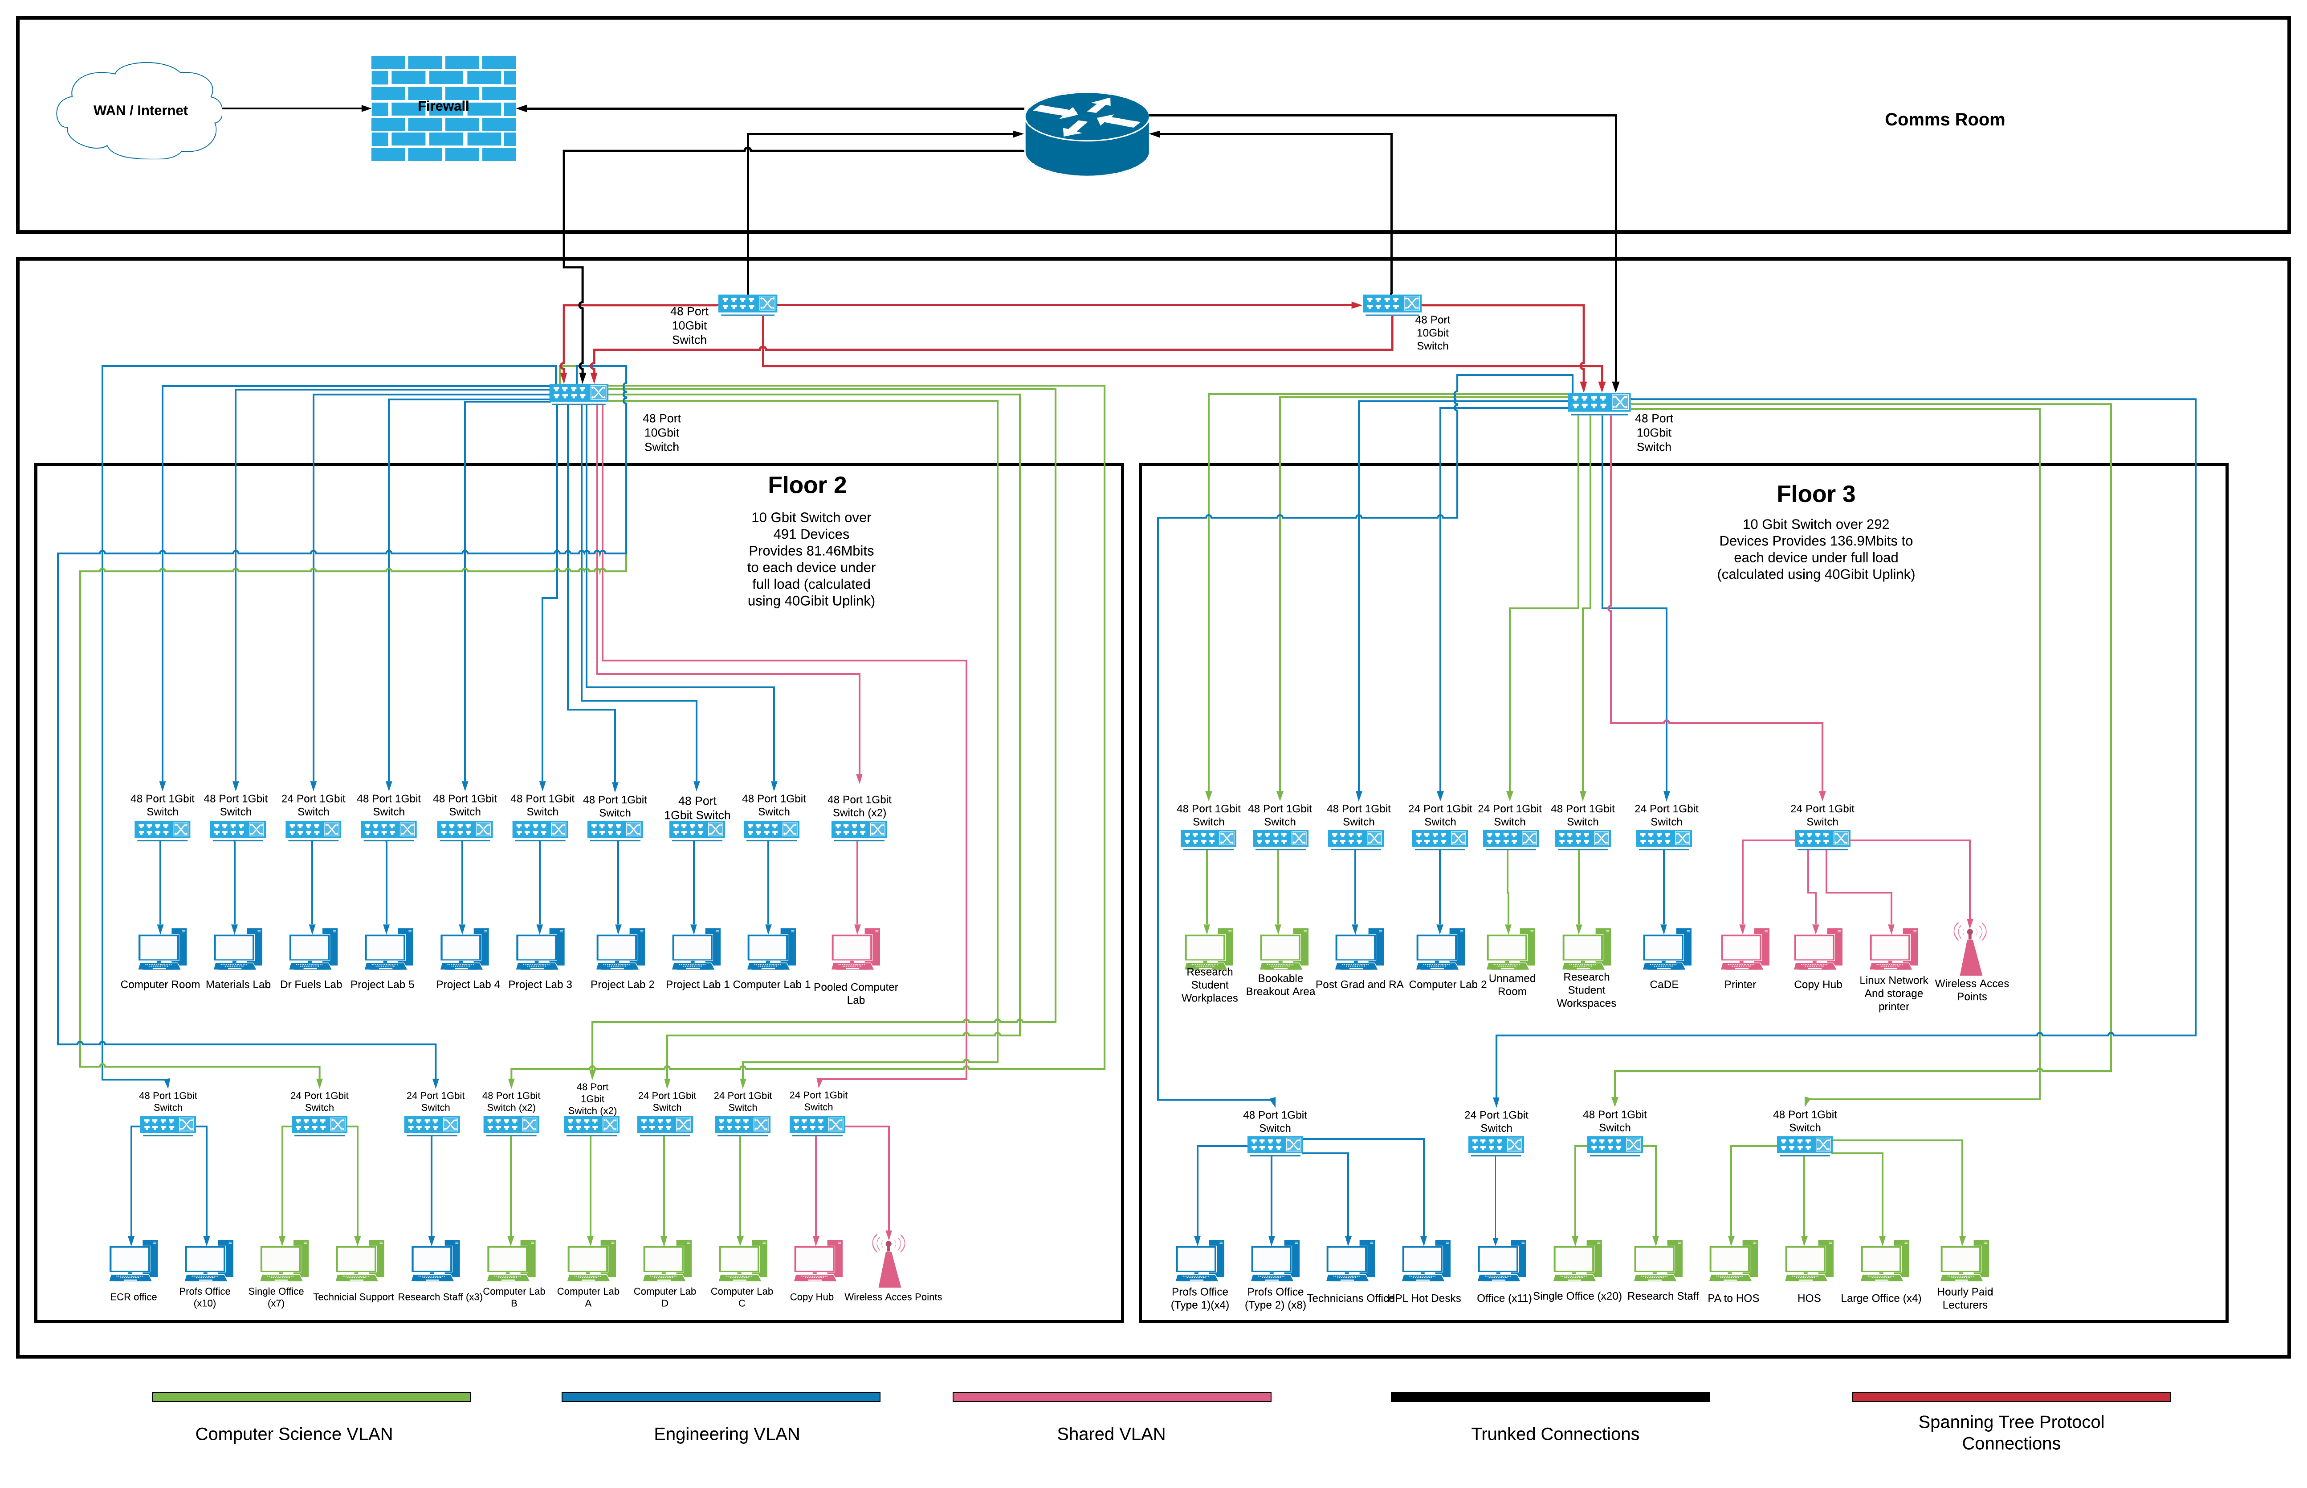 WAN / Internet
Firewall
Comms Room
48 Port
10Gbit
Switch
48 Port
10Gbit
Switch
48 Port
10Gbit
Switch
48 Port
10Gbit
Switch
Floor 2
10 Gbit Switch over
491 Devices
Provides 81.46Mbits
to each device under
full load (calculated
using 40Gibit Uplink)
48 Port 1Gbit
Switch
48 Port 1Gbit
Switch
24 Port 1Gbit
Switch
48 Port 1Gbit
Switch
48 Port 1Gbit
Switch
48 Port 1Gbit
Switch
48 Port 1Gbit
Switch
48 Port
1Gbit Switch
48 Port 1Gbit
Switch
48 Port 1Gbit
Switch (x2)
Computer Room
Materials Lab
Dr Fuels Lab
Project Lab 5
Project Lab 4
Project Lab 3
Project Lab 2
Project Lab 1
Computer Lab 1
Pooled Computer
Lab
48 Port 1Gbit
Switch
24 Port 1Gbit
Switch
24 Port 1Gbit
Switch
48 Port 1Gbit
Switch (x2)
48 Port
1Gbit
Switch (x2)
24 Port 1Gbit
Switch
24 Port 1Gbit
Switch
24 Port 1Gbit
Switch
ECR office
Profs Office
(x10)
Single Office
(x7)
Technicial Support
Research Staff (x3)
Computer Lab
B
Computer Lab
A
Computer Lab
D
Computer Lab
C
Copy Hub
Wireless Acces Points
Floor 3
10 Gbit Switch over 292
Devices Provides 136.9Mbits to
each device under full load
(calculated using 40Gibit Uplink)
48 Port 1Gbit
Switch
48 Port 1Gbit
Switch
48 Port 1Gbit
Switch
24 Port 1Gbit
Switch
24 Port 1Gbit
Switch
48 Port 1Gbit
Switch
24 Port 1Gbit
Switch
24 Port 1Gbit
Switch
Research
Student
Workplaces
Bookable
Breakout Area
Post Grad and RA
Computer Lab 2
Unnamed
Room
Research
Student
Workspaces
CaDE
Printer
Copy Hub
Linux Network
And storage
printer
Wireless Acces
Points
48 Port 1Gbit
Switch
24 Port 1Gbit
Switch
48 Port 1Gbit
Switch
48 Port 1Gbit
Switch
Profs Office
(Type 1)(x4)
Profs Office
(Type 2) (x8)
Technicians Office
HPL Hot Desks
Office (x11)
Single Office (x20)
Research Staff
PA to HOS
HOS
Large Office (x4)
Hourly Paid
Lecturers
Computer Science VLAN
Engineering VLAN
Shared VLAN
Trunked Connections
Spanning Tree Protocol
Connections